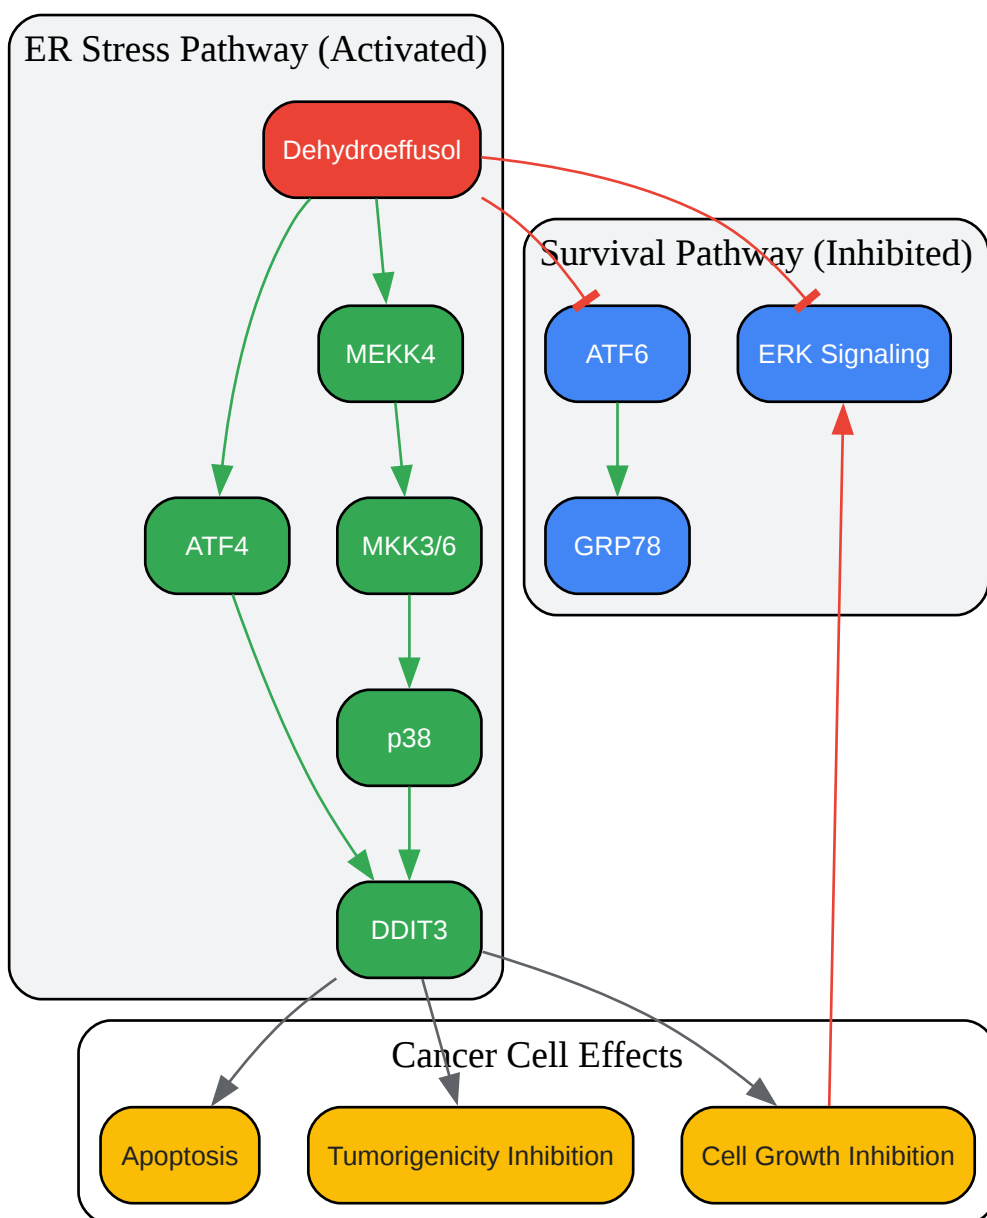 ER Stress Pathway (Activated)
Dehydroeffusol
Survival Pathway (Inhibited)
MEKK4
ATF6
ERK Signaling
ATF4
MKK3/6
GRP78
p38
DDIT3
Cancer Cell Effects
Apoptosis
Tumorigenicity Inhibition
Cell Growth Inhibition